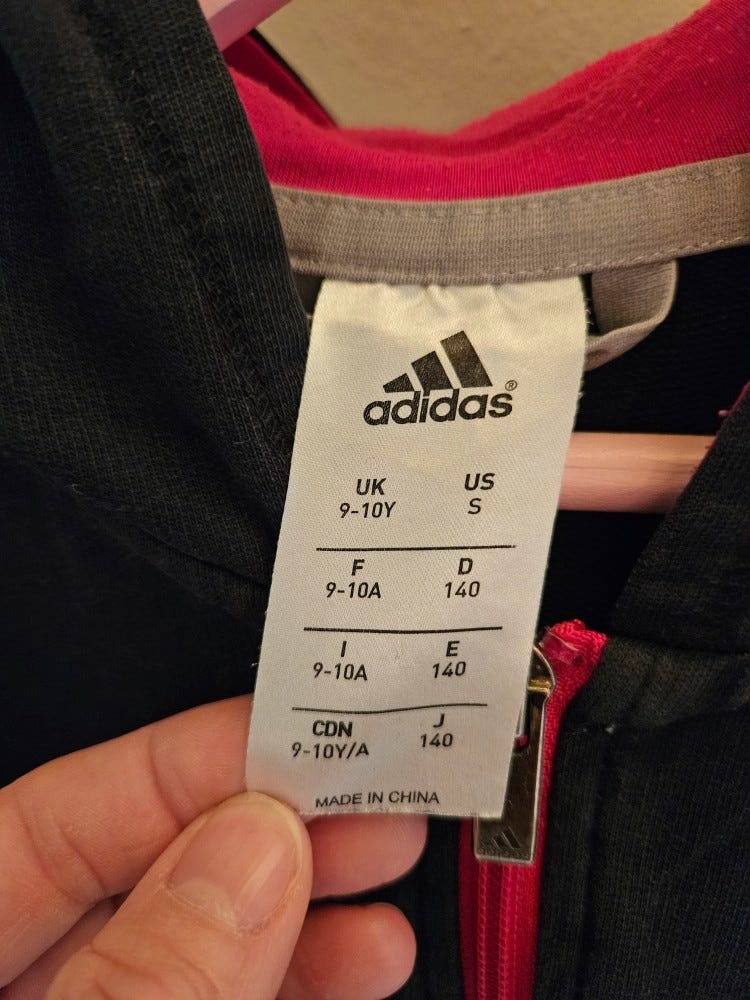 adidas®
UK US
9-10Y S
F D
9-10A 140
I E
9-10A 140
CDN J
9-10Y/A 140
MADE IN CHINA